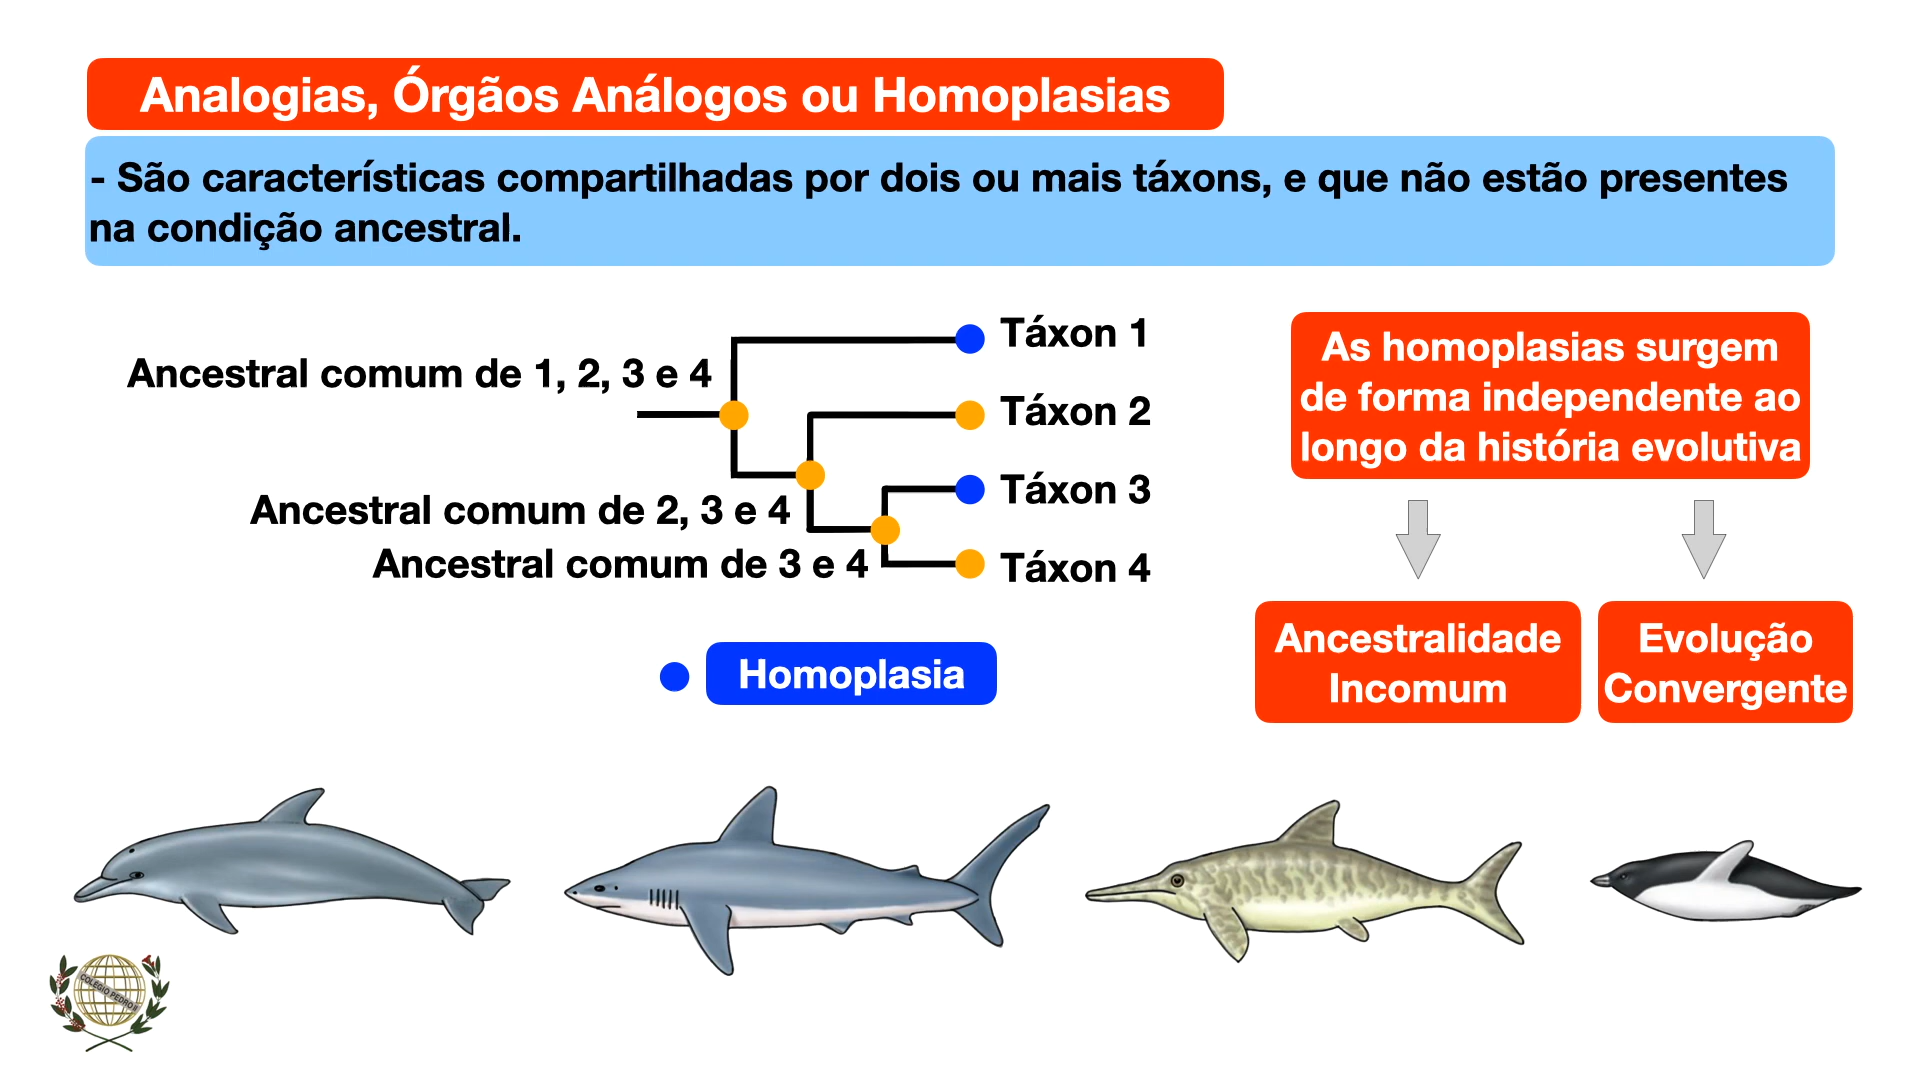 Analogias, Órgãos Análogos ou Homoplasias
- São características compartilhadas por dois ou mais táxons, e que não estão presentes
na condição ancestral.
Ancestral comum de 1, 2, 3 e 4
Ancestral comum de 2, 3 e 4
Ancestral comum de 3 e 4
Táxon 1
Táxon 2
Táxon 3
Táxon 4
Homoplasia
As homoplasias surgem
de forma independente ao
longo da história evolutiva
Ancestralidade
Incomum
Evolução
Convergente
COLEGIO PEDRO II